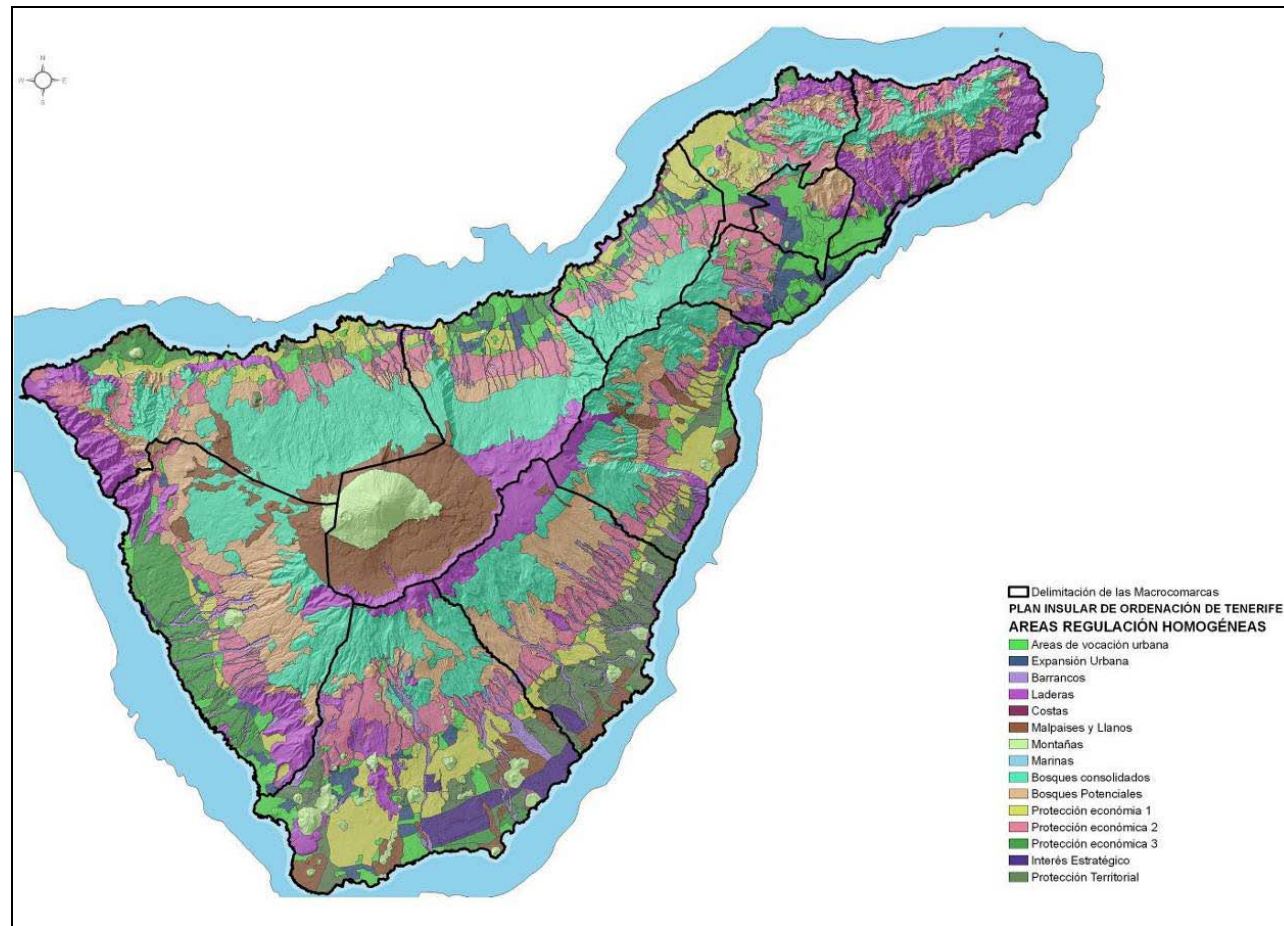 N
W E
S
Delimitación de las Macrocomarcas
PLAN INSULAR DE ORDENACIÓN DE TENERIFE
AREAS REGULACIÓN HOMOGÉNEAS
Areas de vocación urbana
Expansión Urbana
Barrancos
Laderas
Costas
Malpaises y Llanos
Montañas
Marinas
Bosques consolidados
Bosques Potenciales
Protección económia 1
Protección económica 2
Protección económica 3
Interés Estratégico
Protección Territorial